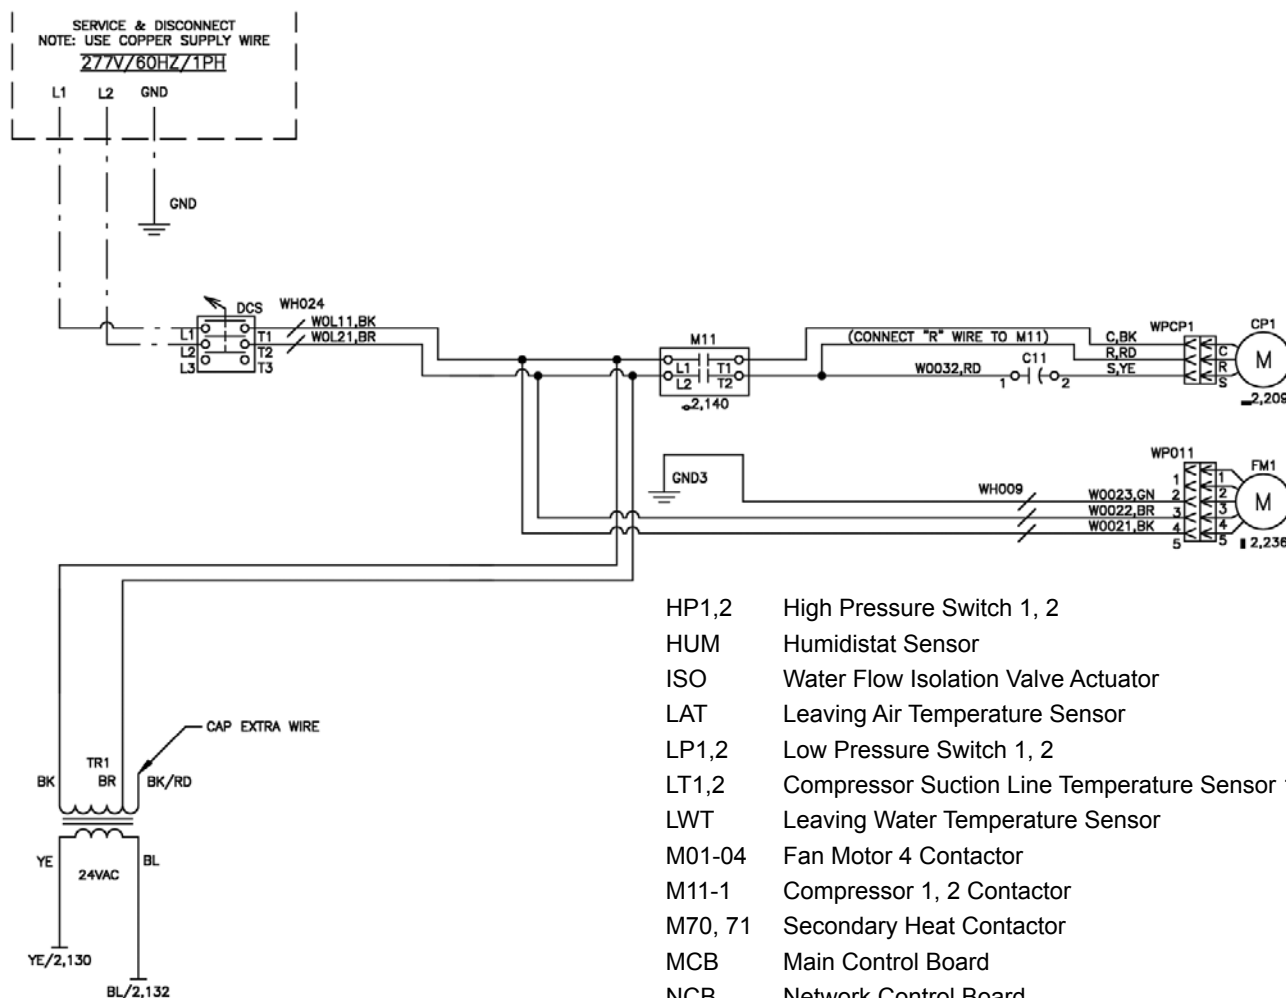 SERVICE & DISCONNECT
NOTE: USE COPPER SUPPLY WIRE
277V/60HZ/1PH
L1 L2 GND
GND
DCS WH024
L1 T1 WOL11,BK
L2 T2 WOL21,BR
L3 T3
M11
L1 T1
L2 T2
2,140
(CONNECT "R" WIRE TO M11)
W0032,RD
C11
1 2
C,BK
R,RD
S,YE
WPCP1
C
R
S
CP1
M
2,209
GND3
WH009
W0023,GN
W0022,BR
W0021,BK
WP011
1 1
2 2
3 3
4 4
5 5
FM1
M
2,236
CAP EXTRA WIRE
TR1
BK BR BK/RD
YE BL
24VAC
YE/2,130
BL/2,132
HP1,2 High Pressure Switch 1, 2
HUM Humidistat Sensor
ISO Water Flow Isolation Valve Actuator
LAT Leaving Air Temperature Sensor
LP1,2 Low Pressure Switch 1, 2
LT1,2 Compressor Suction Line Temperature Sensor
LWT Leaving Water Temperature Sensor
M01-04 Fan Motor 4 Contactor
M11-1 Compressor 1, 2 Contactor
M70, 71 Secondary Heat Contactor
MCB Main Control Board
NCB Network Control Board